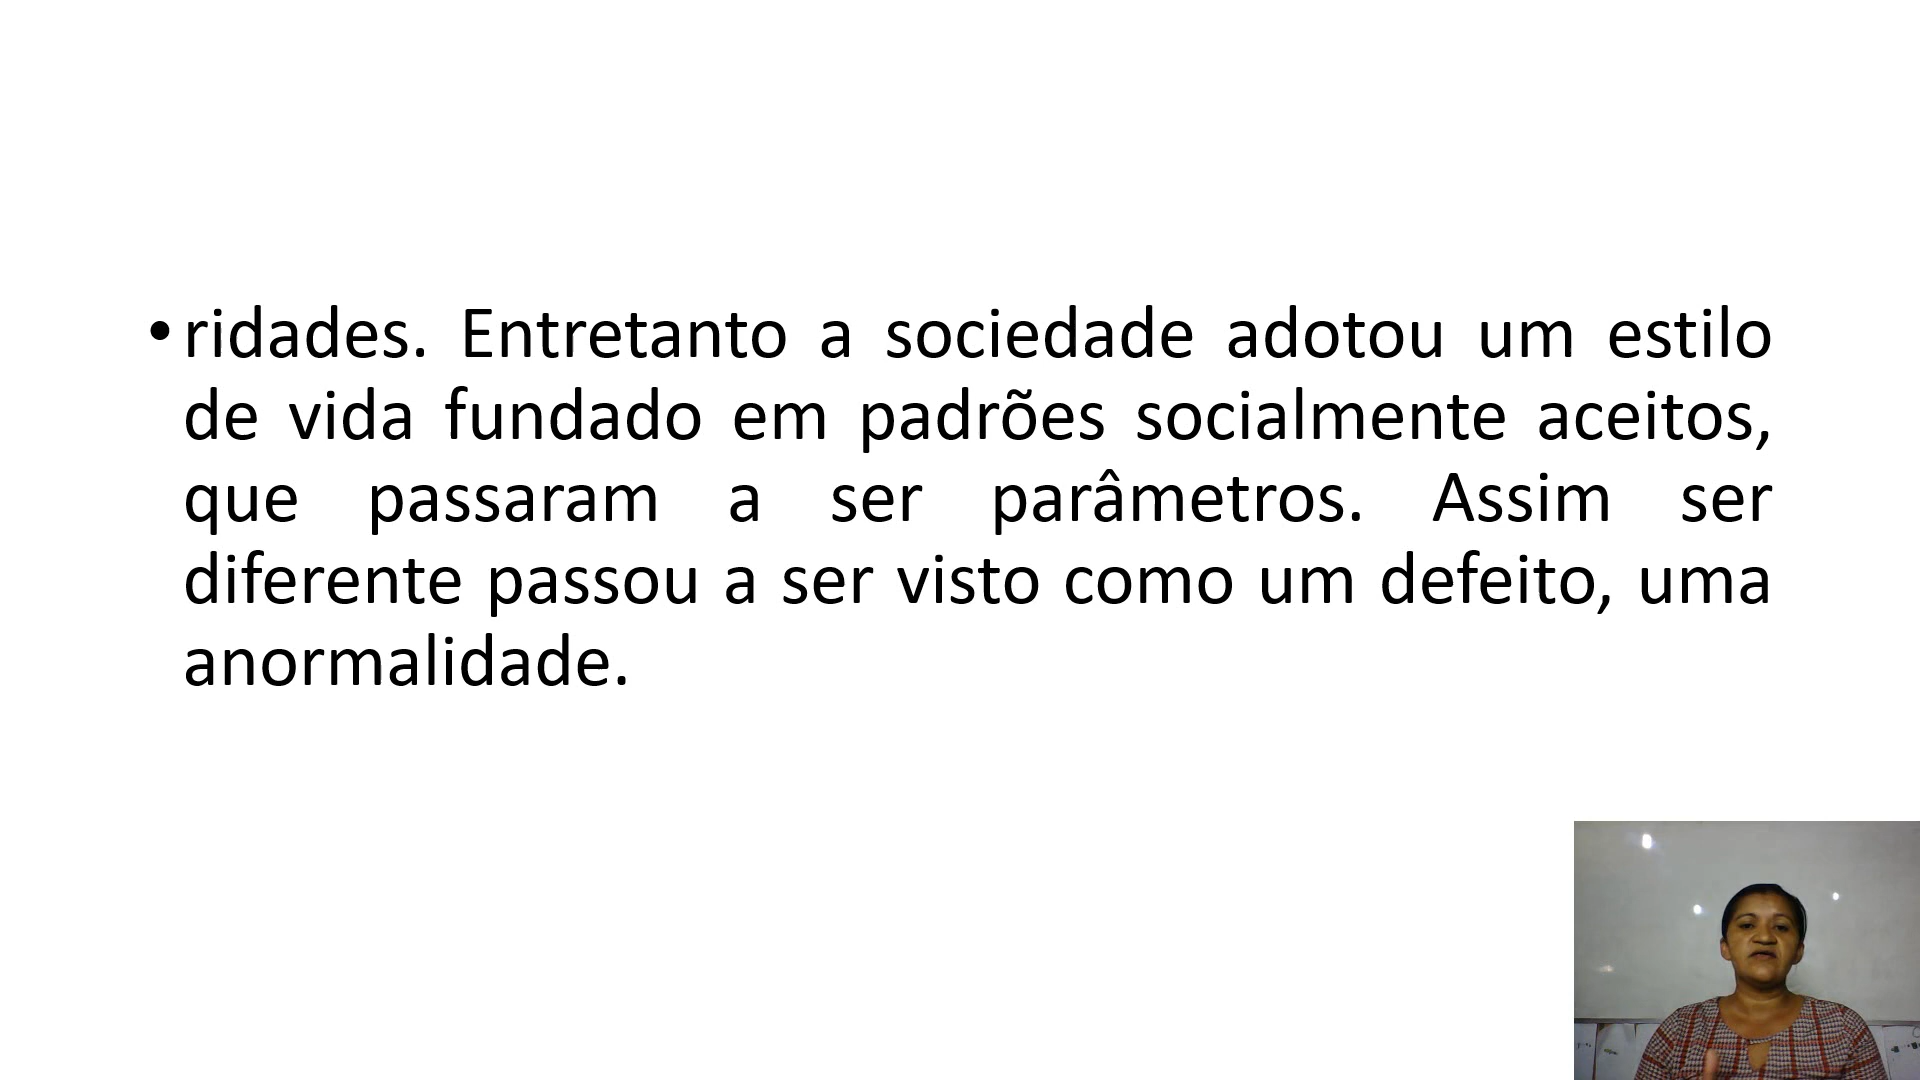 • ridades. Entretanto a sociedade adotou um estilo
de vida fundado em padrões socialmente aceitos,
que passaram a ser parâmetros. Assim ser
diferente passou a ser visto como um defeito, uma
anormalidade.